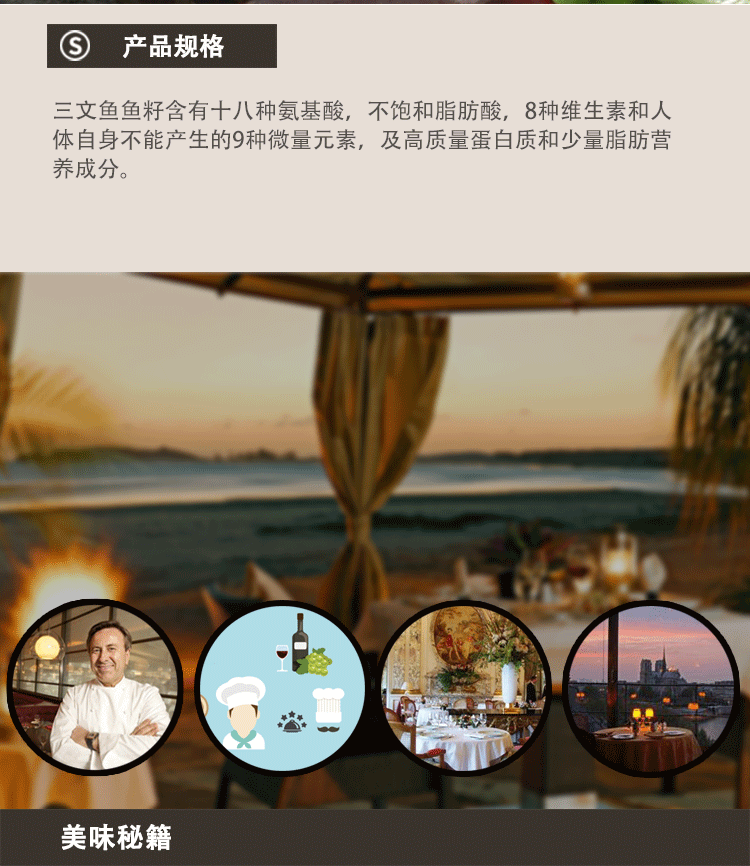 Ⓢ 产品规格
三文鱼鱼籽含有十八种氨基酸，不饱和脂肪酸，8种维生素和人
体自身不能产生的9种微量元素，及高质量蛋白质和少量脂肪营
养成分。
美味秘籍